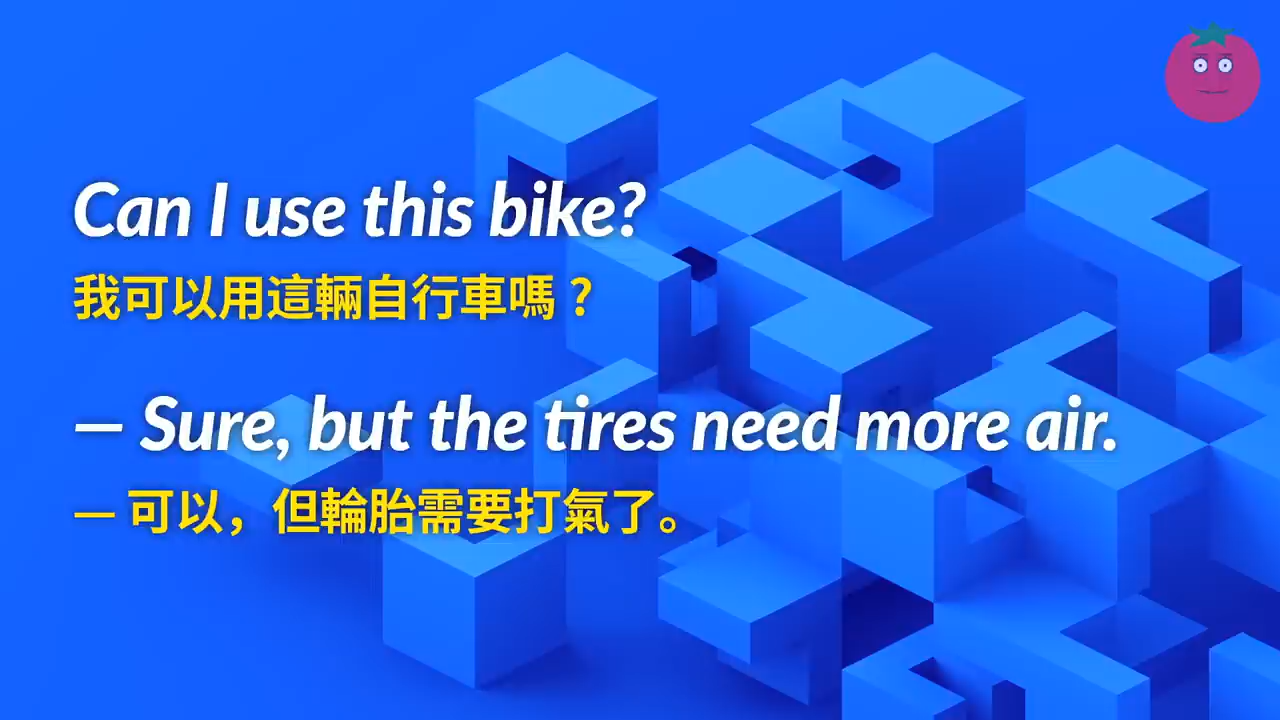 Can I use this bike?
我可以用這輛自行車嗎？
— Sure, but the tires need more air.
— 可以，但輪胎需要打氣了。